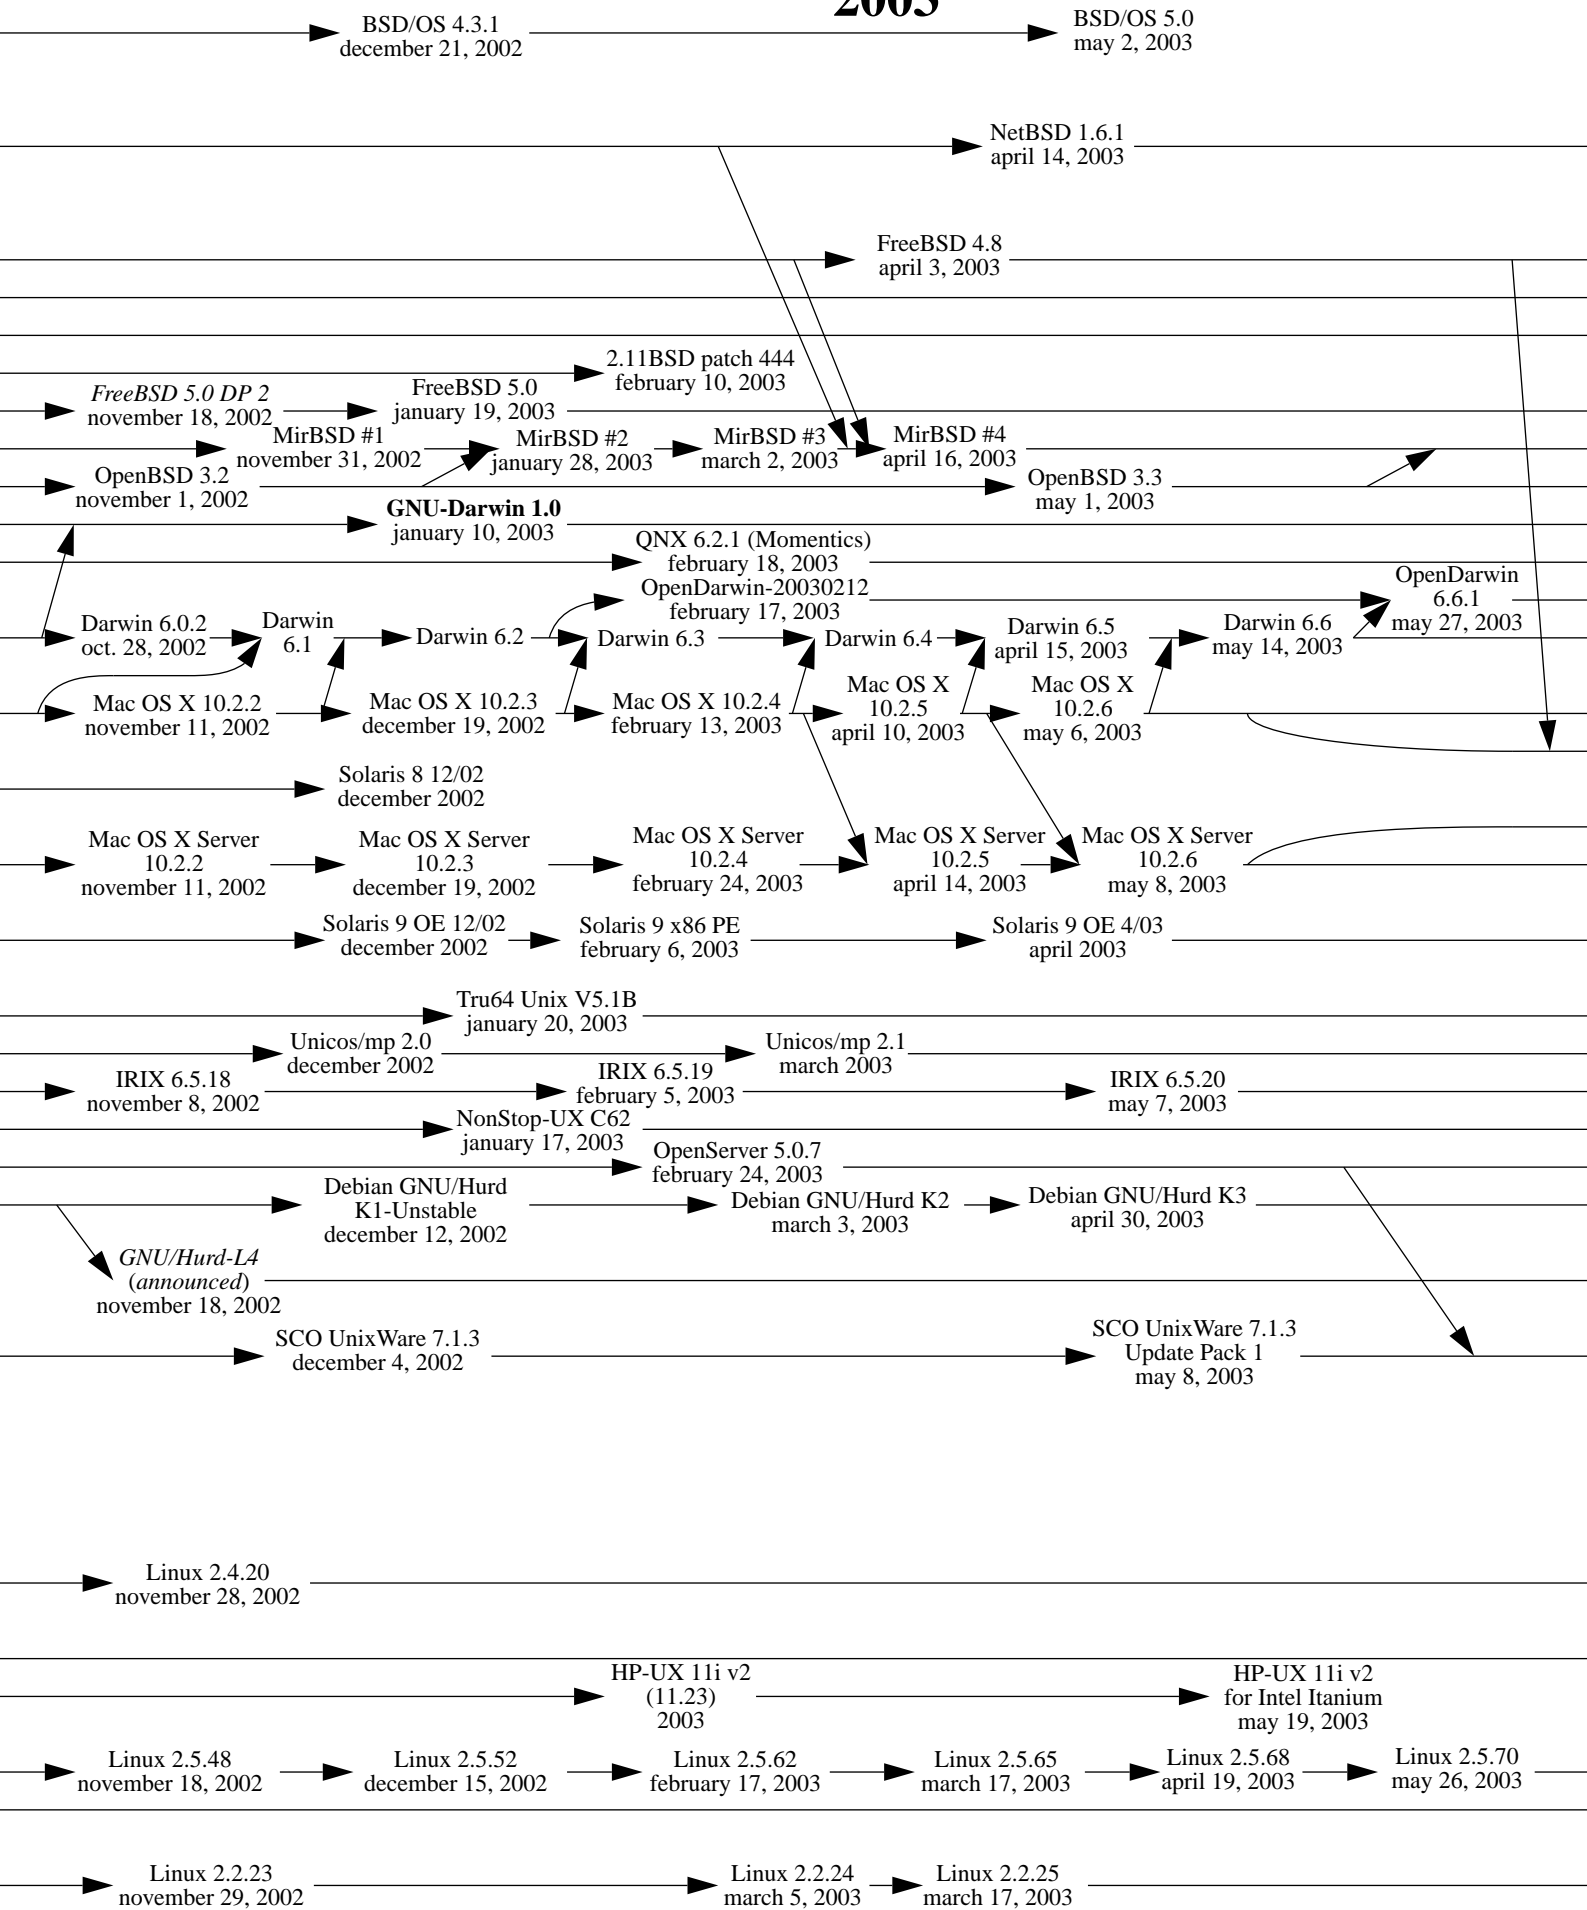 2003
BSD/OS 4.3.1
december 21, 2002
BSD/OS 5.0
may 2, 2003
NetBSD 1.6.1
april 14, 2003
FreeBSD 4.8
april 3, 2003
2.11BSD patch 444
february 10, 2003
FreeBSD 5.0 DP 2
november 18, 2002
FreeBSD 5.0
january 19, 2003
MirBSD #1
november 31, 2002
MirBSD #2
january 28, 2003
MirBSD #3
march 2, 2003
MirBSD #4
april 16, 2003
OpenBSD 3.2
november 1, 2002
OpenBSD 3.3
may 1, 2003
GNU-Darwin 1.0
january 10, 2003
QNX 6.2.1 (Momentics)
february 18, 2003
OpenDarwin-20030212
february 17, 2003
OpenDarwin
6.6.1
may 27, 2003
Darwin 6.0.2
oct. 28, 2002
Darwin
6.1
Darwin 6.2
Darwin 6.3
Darwin 6.4
Darwin 6.5
april 15, 2003
Darwin 6.6
may 14, 2003
Mac OS X 10.2.2
november 11, 2002
Mac OS X 10.2.3
december 19, 2002
Mac OS X 10.2.4
february 13, 2003
Mac OS X
10.2.5
april 10, 2003
Mac OS X
10.2.6
may 6, 2003
Solaris 8 12/02
december 2002
Mac OS X Server
10.2.2
november 11, 2002
Mac OS X Server
10.2.3
december 19, 2002
Mac OS X Server
10.2.4
february 24, 2003
Mac OS X Server
10.2.5
april 14, 2003
Mac OS X Server
10.2.6
may 8, 2003
Solaris 9 OE 12/02
december 2002
Solaris 9 x86 PE
february 6, 2003
Solaris 9 OE 4/03
april 2003
Tru64 Unix V5.1B
january 20, 2003
Unicos/mp 2.0
december 2002
Unicos/mp 2.1
march 2003
IRIX 6.5.18
november 8, 2002
IRIX 6.5.19
february 5, 2003
IRIX 6.5.20
may 7, 2003
NonStop-UX C62
january 17, 2003
OpenServer 5.0.7
february 24, 2003
Debian GNU/Hurd
K1-Unstable
december 12, 2002
Debian GNU/Hurd K2
march 3, 2003
Debian GNU/Hurd K3
april 30, 2003
GNU/Hurd-L4
(announced)
november 18, 2002
SCO UnixWare 7.1.3
december 4, 2002
SCO UnixWare 7.1.3
Update Pack 1
may 8, 2003
Linux 2.4.20
november 28, 2002
HP-UX 11i v2
(11.23)
2003
HP-UX 11i v2
for Intel Itanium
may 19, 2003
Linux 2.5.48
november 18, 2002
Linux 2.5.52
december 15, 2002
Linux 2.5.62
february 17, 2003
Linux 2.5.65
march 17, 2003
Linux 2.5.68
april 19, 2003
Linux 2.5.70
may 26, 2003
Linux 2.2.23
november 29, 2002
Linux 2.2.24
march 5, 2003
Linux 2.2.25
march 17, 2003